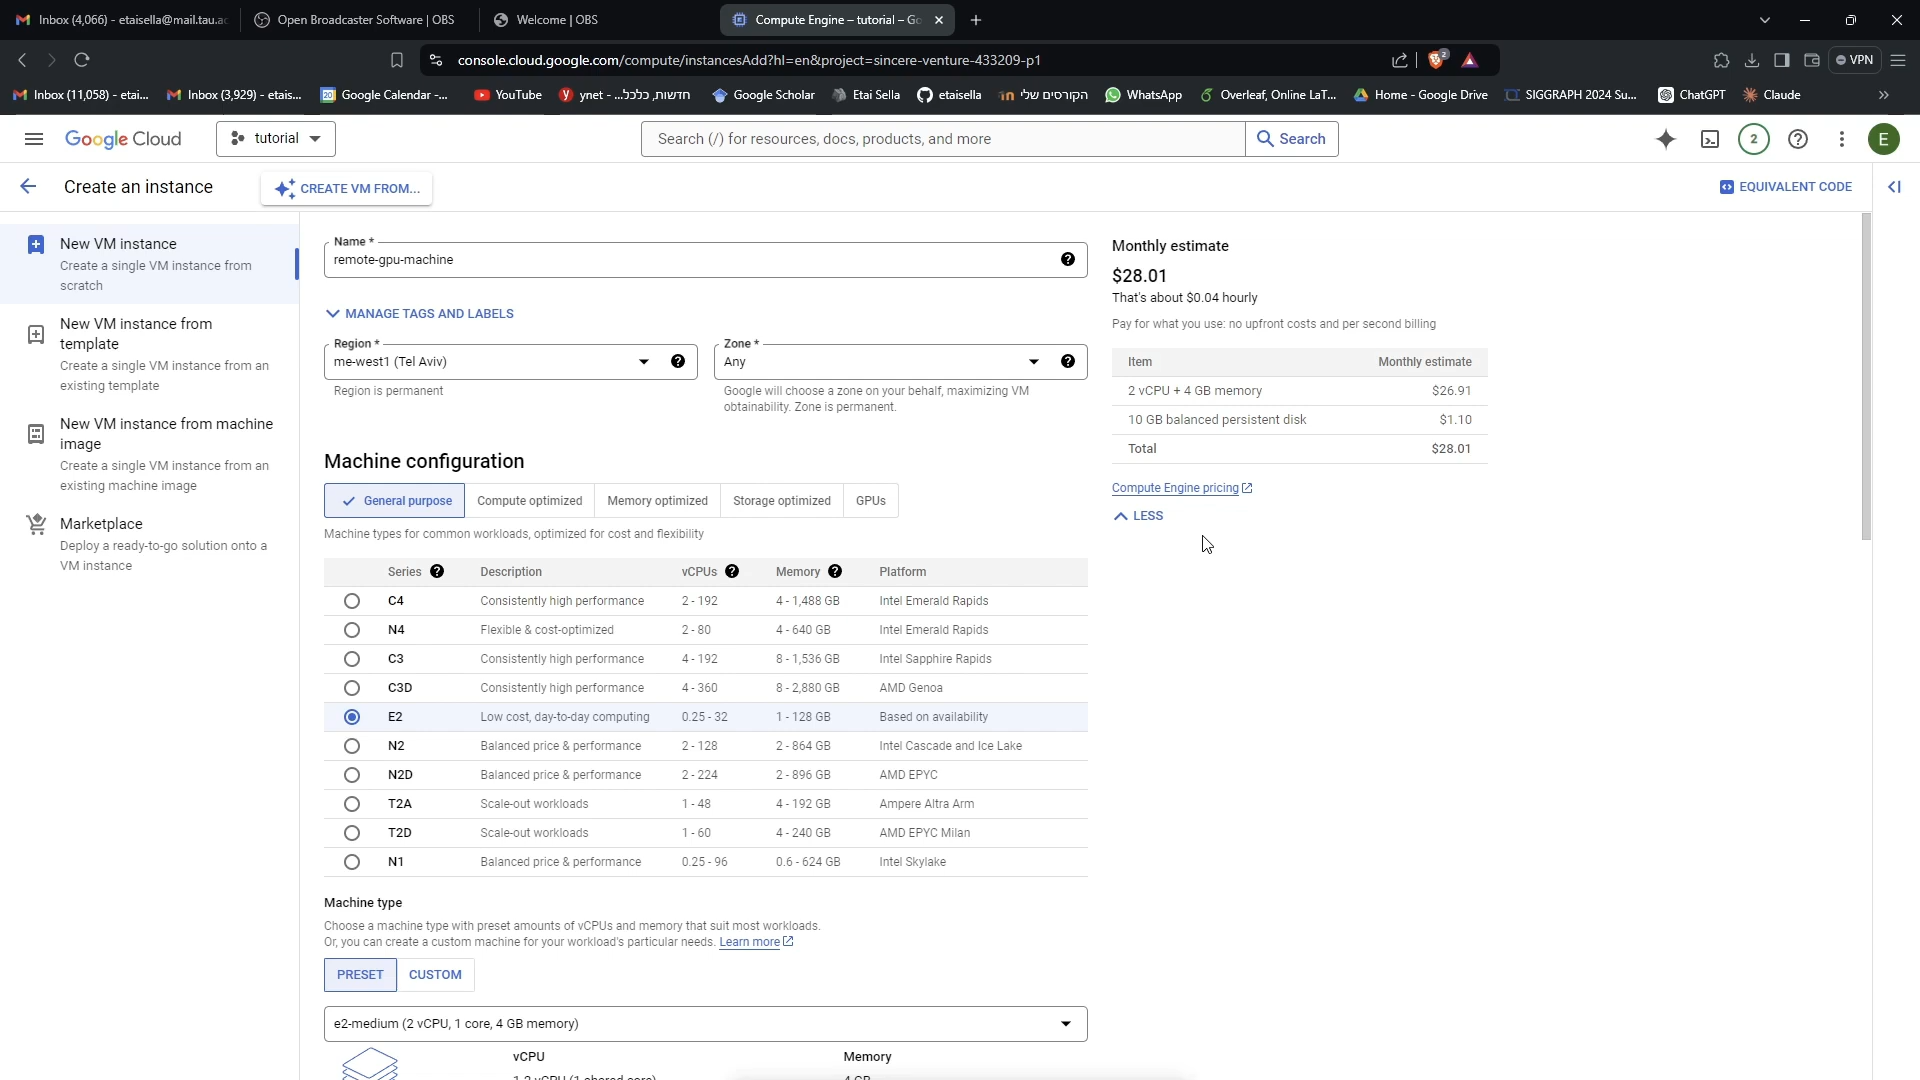 Inbox (4,066) - etaisella@mail.tau.ac
Open Broadcaster Software | OBS
Welcome | OBS
Compute Engine – tutorial – Go
console.cloud.google.com/compute/instancesAdd?hl=en&project=sincere-venture-433209-p1
2
VPN
Inbox (11,058) - etai...
Inbox (3,929) - etais...
20
Google Calendar -...
YouTube
y
ynet - ...חדשות, כלכל
Google Scholar
Etai Sella
etaisella
הקורסים שלי
WhatsApp
Overleaf, Online LaT...
Home - Google Drive
SIGGRAPH 2024 Su...
ChatGPT
Claude
Google Cloud
tutorial
Search (/) for resources, docs, products, and more
Search
2
E
Create an instance
CREATE VM FROM...
EQUIVALENT CODE
New VM instance
Create a single VM instance from
scratch
New VM instance from
template
Create a single VM instance from an
existing template
New VM instance from machine
image
Create a single VM instance from an
existing machine image
Marketplace
Deploy a ready-to-go solution onto a
VM instance
Name *
remote-gpu-machine
MANAGE TAGS AND LABELS
Region *
me-west1 (Tel Aviv)
Region is permanent
Zone *
Any
Google will choose a zone on your behalf, maximizing VM
obtainability. Zone is permanent.
Machine configuration
General purpose
Compute optimized
Memory optimized
Storage optimized
GPUs
Machine types for common workloads, optimized for cost and flexibility
Series Description vCPUs Memory Platform
C4 Consistently high performance 2 - 192 4 - 1,488 GB Intel Emerald Rapids
N4 Flexible & cost-optimized 2 - 80 4 - 640 GB Intel Emerald Rapids
C3 Consistently high performance 4 - 192 8 - 1,536 GB Intel Sapphire Rapids
C3D Consistently high performance 4 - 360 8 - 2,880 GB AMD Genoa
E2 Low cost, day-to-day computing 0.25 - 32 1 - 128 GB Based on availability
N2 Balanced price & performance 2 - 128 2 - 864 GB Intel Cascade and Ice Lake
N2D Balanced price & performance 2 - 224 2 - 896 GB AMD EPYC
T2A Scale-out workloads 1 - 48 4 - 192 GB Ampere Altra Arm
T2D Scale-out workloads 1 - 60 4 - 240 GB AMD EPYC Milan
N1 Balanced price & performance 0.25 - 96 0.6 - 624 GB Intel Skylake
Machine type
Choose a machine type with preset amounts of vCPUs and memory that suit most workloads.
Or, you can create a custom machine for your workload's particular needs. Learn more
PRESET
CUSTOM
e2-medium (2 vCPU, 1 core, 4 GB memory)
vCPU
Memory
1-2 vCPU (1 shared core)
4 GB
Monthly estimate
$28.01
That's about $0.04 hourly
Pay for what you use: no upfront costs and per second billing
Item Monthly estimate
2 vCPU + 4 GB memory $26.91
10 GB balanced persistent disk $1.10
Total $28.01
Compute Engine pricing
LESS